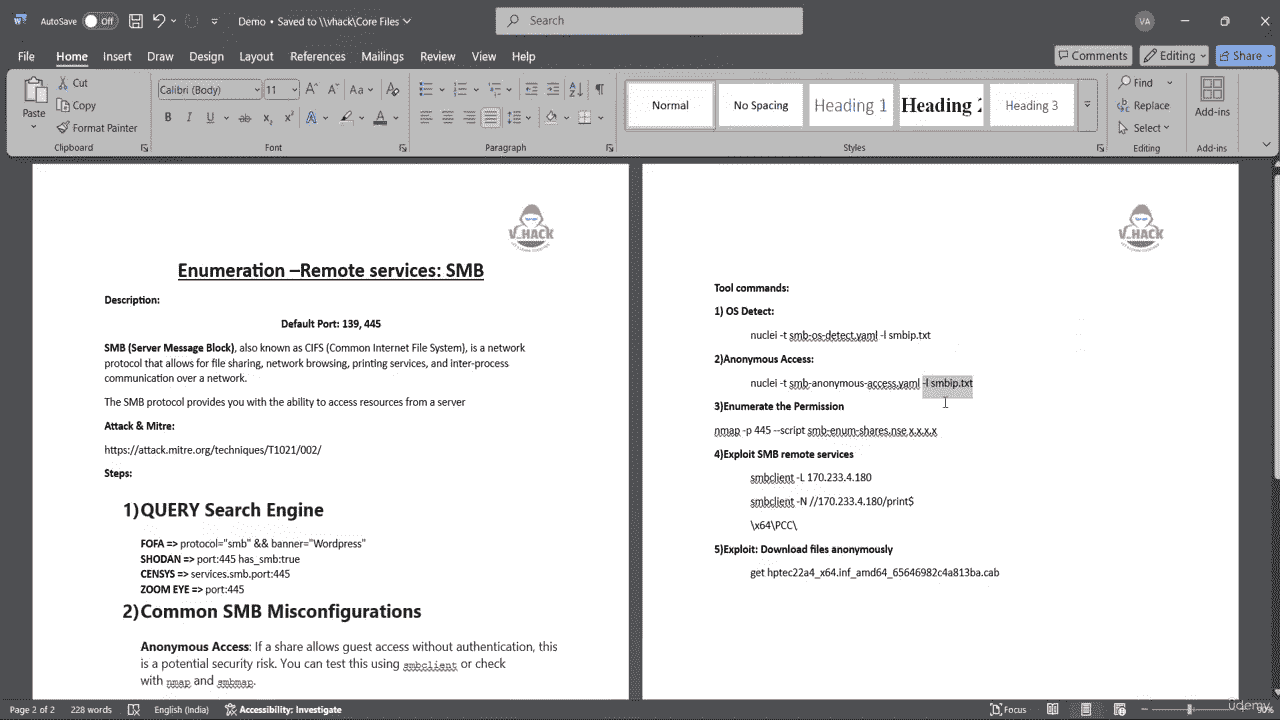 AutoSave Off Saved to \\vhack\Core Files Search VA
File Home Insert Draw Design Layout References Mailings Review View Help Comments Editing Share
Paste Cut Copy Format Painter Clipboard
Calibri (Body) 11 Font
Paragraph
Normal No Spacing Heading 1 Heading 2 Heading 3 Styles
Find Replace Select Editing
Add-ins Add-ins
V_HACK
Enumeration –Remote services: SMB
Description:
Default Port: 139, 445
SMB (Server Message Block), also known as CIFS (Common Internet File System), is a network
protocol that allows for file sharing, network browsing, printing services, and inter-process
communication over a network.
The SMB protocol provides you with the ability to access resources from a server
Attack & Mitre:
https://attack.mitre.org/techniques/T1021/002/
Steps:
1)QUERY Search Engine
FOFA => protocol="smb" && banner="Wordpress"
SHODAN => port:445 has_smb:true
CENSYS => services.smb.port:445
ZOOM EYE => port:445
2)Common SMB Misconfigurations
Anonymous Access: If a share allows guest access without authentication, this
is a potential security risk. You can test this using smbclient or check
with nmap and smbmap.
V_HACK
Tool commands:
1) OS Detect:
nuclei -t smb-os-detect.yaml -l smbip.txt
2)Anonymous Access:
nuclei -t smb-anonymous-access.yaml -l smbip.txt
3)Enumerate the Permission
nmap -p 445 --script smb-enum-shares.nse x.x.x.x
4)Exploit SMB remote services
smbclient -L 170.233.4.180
smbclient -N //170.233.4.180/print$
\x64\PCC\
5)Exploit: Download files anonymously
get hptec22a4_x64.inf_amd64_65646982c4a813ba.cab
Page 2 of 2 228 words English (India) Accessibility: Investigate Focus 90%
Udemy